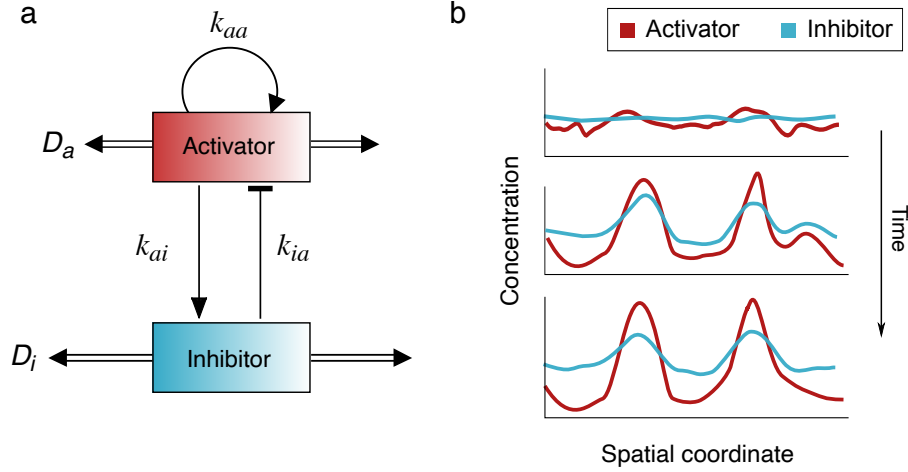 a
k_aa
D_a
Activator
k_ai
k_ia
D_i
Inhibitor
b
Activator
Inhibitor
Concentration
Time
Spatial coordinate